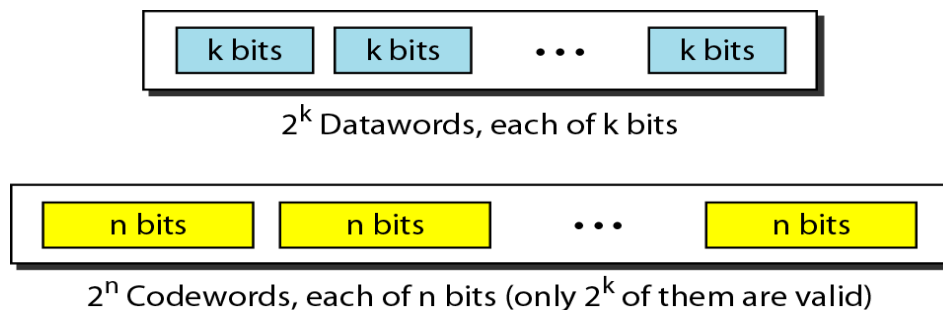 k bits k bits ••• k bits
2^k Datawords, each of k bits
n bits n bits ••• n bits
2^n Codewords, each of n bits (only 2^k of them are valid)